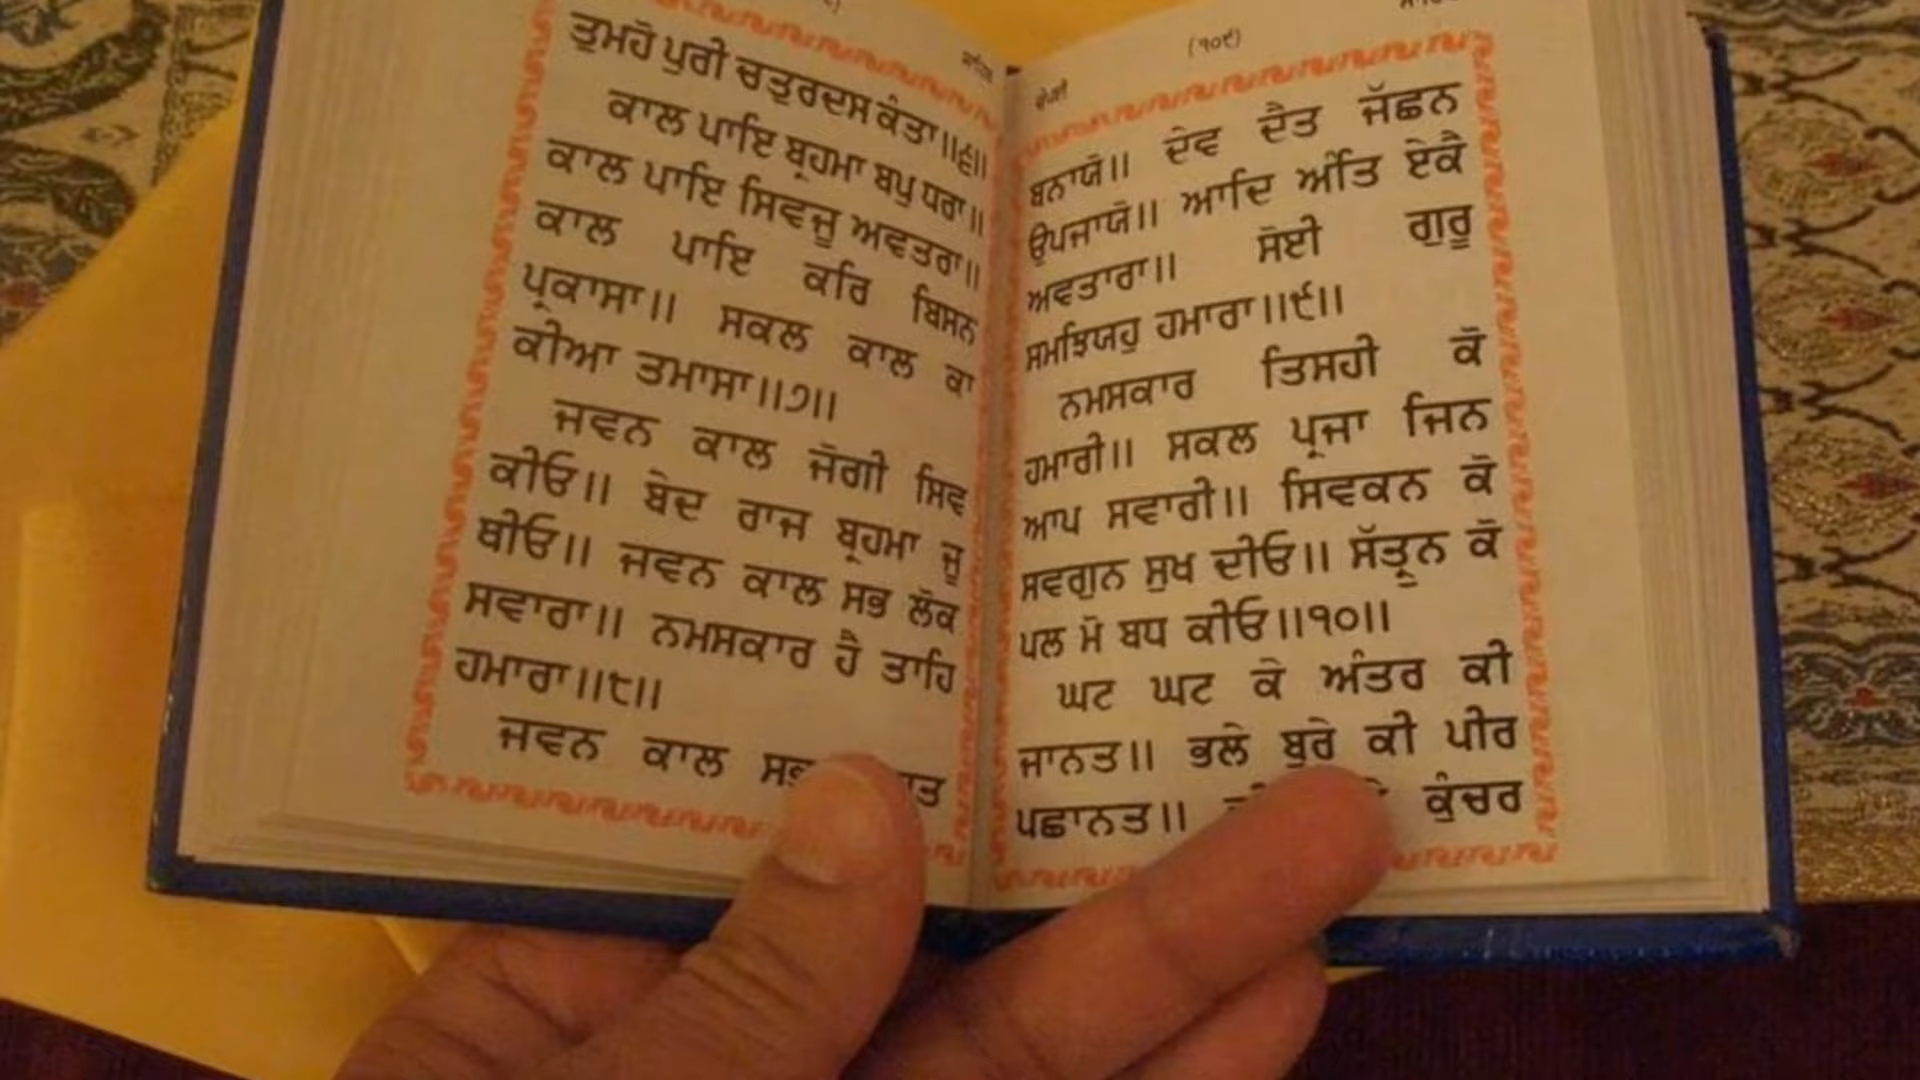 ਤੁਮਹੋ ਪੁਰੀ ਚਤੁਰਦਸ ਕੰਤਾ॥੬॥
ਕਾਲ ਪਾਇ ਬ੍ਰਹਮਾ ਬਪੁ ਧਰਾ॥
ਕਾਲ ਪਾਇ ਸਿਵਜੂ ਅਵਤਰਾ॥
ਕਾਲ ਪਾਇ ਕਰਿ ਬਿਸਨ
ਪ੍ਰਕਾਸਾ॥ ਸਕਲ ਕਾਲ ਕਾ
ਕੀਆ ਤਮਾਸਾ॥੭॥
ਜਵਨ ਕਾਲ ਜੋਗੀ ਸਿਵ
ਕੀਓ॥ ਬੇਦ ਰਾਜ ਬ੍ਰਹਮਾ ਜੂ
ਥੀਓ॥ ਜਵਨ ਕਾਲ ਸਭ ਲੋਕ
ਸਵਾਰਾ॥ ਨਮਸਕਾਰ ਹੈ ਤਾਹਿ
ਹਮਾਰਾ॥੮॥
ਜਵਨ ਕਾਲ
(੧੦੯)
ਬਨਾਯੋ॥ ਦੇਵ ਦੈਤ ਜੱਛਨ
ਉਪਜਾਯੋ॥ ਆਦਿ ਅੰਤਿ ਏਕੈ
ਅਵਤਾਰਾ॥ ਸੋਈ ਗੁਰੂ
ਸਮਝਿਯਹੁ ਹਮਾਰਾ॥੯॥
ਨਮਸਕਾਰ ਤਿਸਹੀ ਕੋ
ਹਮਾਰੀ॥ ਸਕਲ ਪ੍ਰਜਾ ਜਿਨ
ਆਪ ਸਵਾਰੀ॥ ਸਿਵਕਨ ਕੋ
ਸਵਗੁਨ ਸੁਖ ਦੀਓ॥ ਸੱਤ੍ਰੁਨ ਕੋ
ਪਲ ਮੋ ਬਧ ਕੀਓ॥੧੦॥
ਘਟ ਘਟ ਕੇ ਅੰਤਰ ਕੀ
ਜਾਨਤ॥ ਭਲੇ ਬੁਰੇ ਕੀ ਪੀਰ
ਪਛਾਨਤ॥ ਕੁੰਚਰ